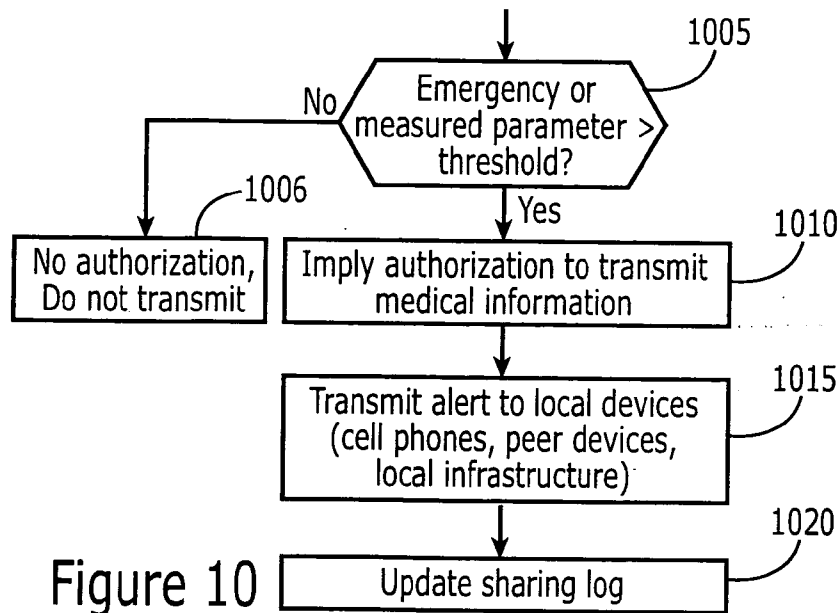 1005
Emergency or
measured parameter >
threshold?
No
Yes
1006
No authorization,
Do not transmit
1010
Imply authorization to transmit
medical information
1015
Transmit alert to local devices
(cell phones, peer devices,
local infrastructure)
1020
Update sharing log
Figure 10